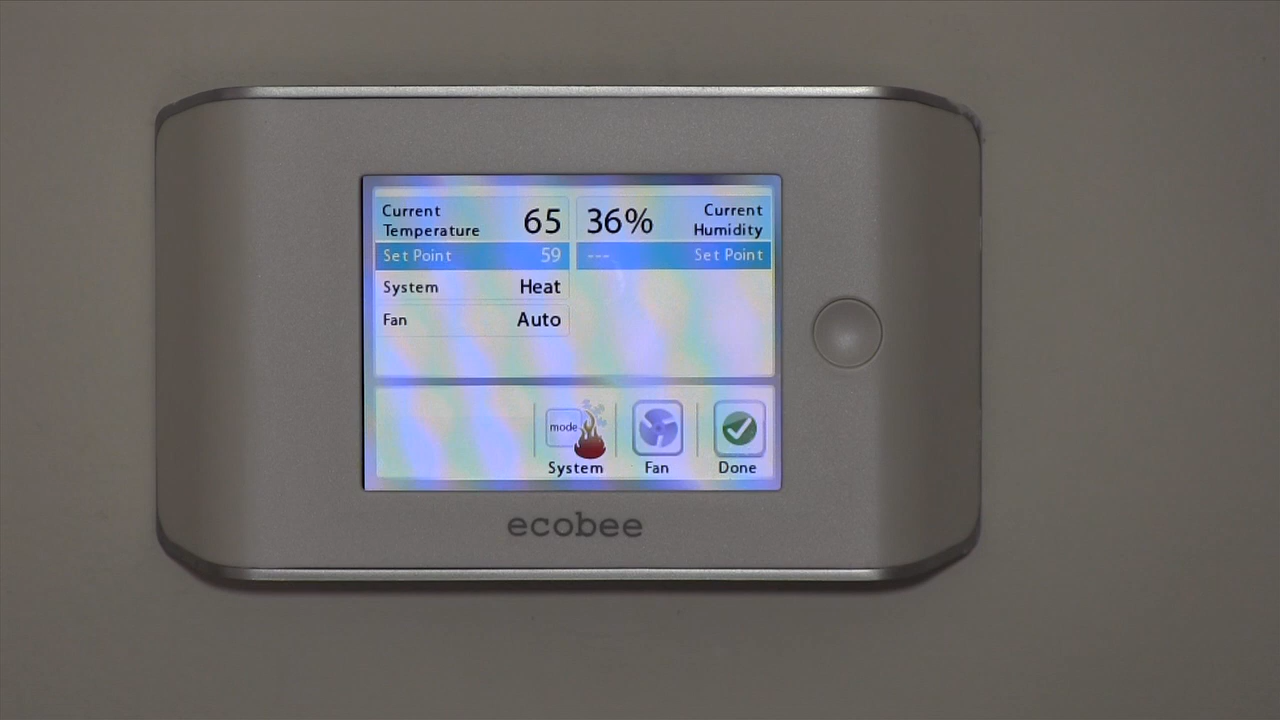 Current
Temperature 65
36% Current
Humidity
Set Point 59
--- Set Point
System Heat
Fan Auto
mode
System
Fan
Done
ecobee